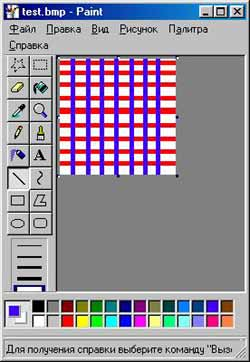 test.bmp - Paint
Файл Правка Вид Рисунок Палитра
Справка
A
Для получения справки выберите команду "Вызо